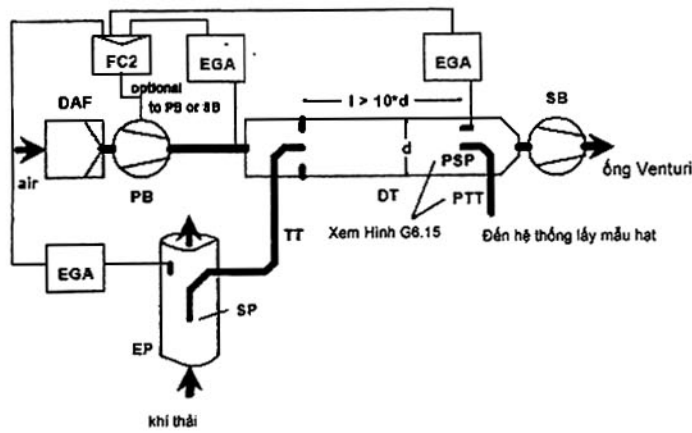 FC2
EGA
EGA
DAF
optional
to PB or SB
l > 10*d
SB
d
PSP
air
PB
DT
PTT
ống Venturi
TT
Xem Hình G6.15
Đến hệ thống lấy mẫu hạt
EGA
SP
EP
khí thải